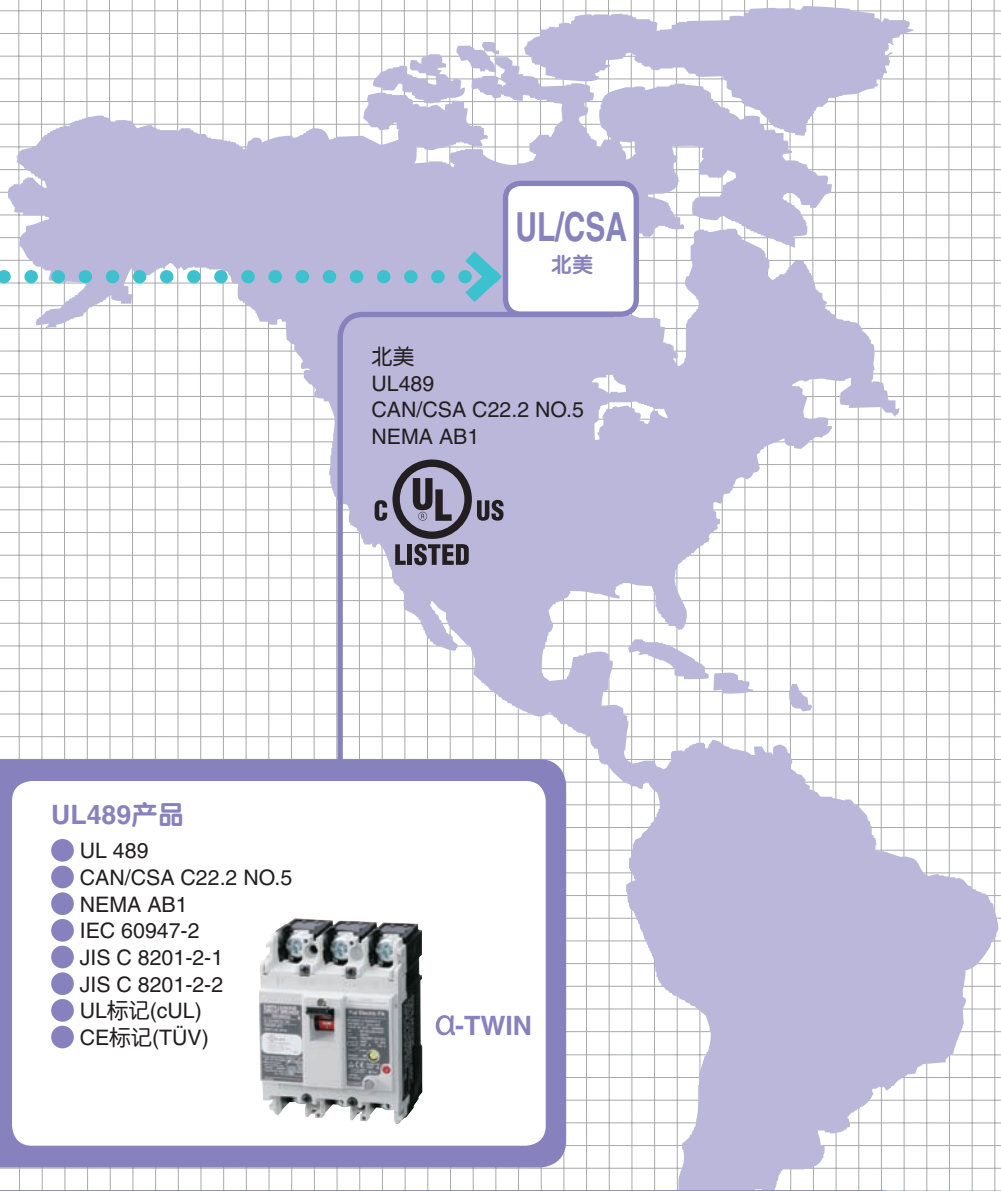 UL/CSA
北美
北美
UL489
CAN/CSA C22.2 NO.5
NEMA AB1
C UL® US
LISTED
UL489产品
UL 489
CAN/CSA C22.2 NO.5
NEMA AB1
IEC 60947-2
JIS C 8201-2-1
JIS C 8201-2-2
UL标记(cUL)
CE标记(TÜV)
α-TWIN
Fuji Electric FA